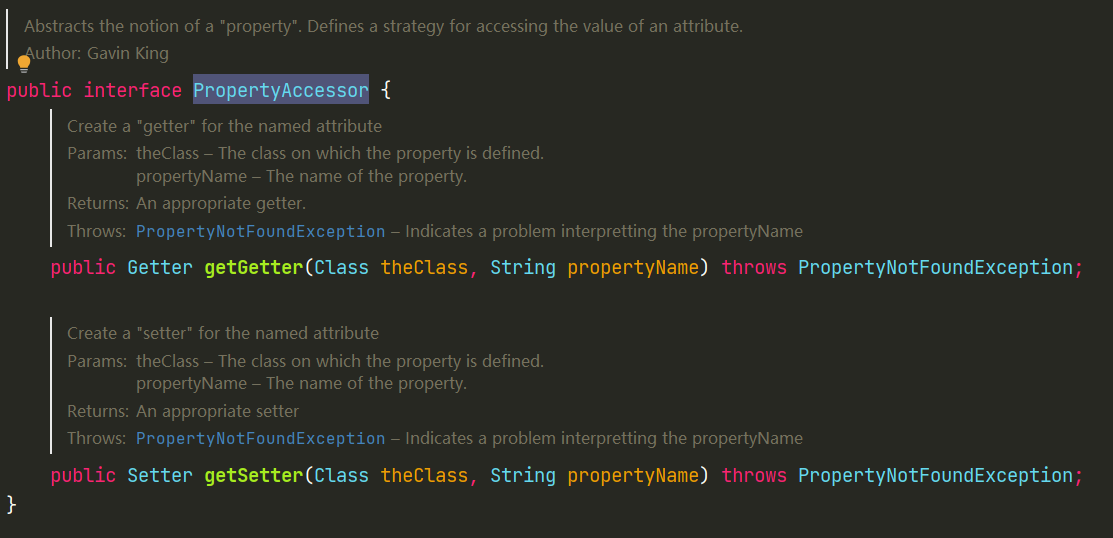 Abstracts the notion of a "property". Defines a strategy for accessing the value of an attribute.
Author: Gavin King
public interface PropertyAccessor {
Create a "getter" for the named attribute
Params: theClass – The class on which the property is defined.
propertyName – The name of the property.
Returns: An appropriate getter.
Throws: PropertyNotFoundException – Indicates a problem interpretting the propertyName
public Getter getGetter(Class theClass, String propertyName) throws PropertyNotFoundException;
Create a "setter" for the named attribute
Params: theClass – The class on which the property is defined.
propertyName – The name of the property.
Returns: An appropriate setter
Throws: PropertyNotFoundException – Indicates a problem interpretting the propertyName
public Setter getSetter(Class theClass, String propertyName) throws PropertyNotFoundException;
}